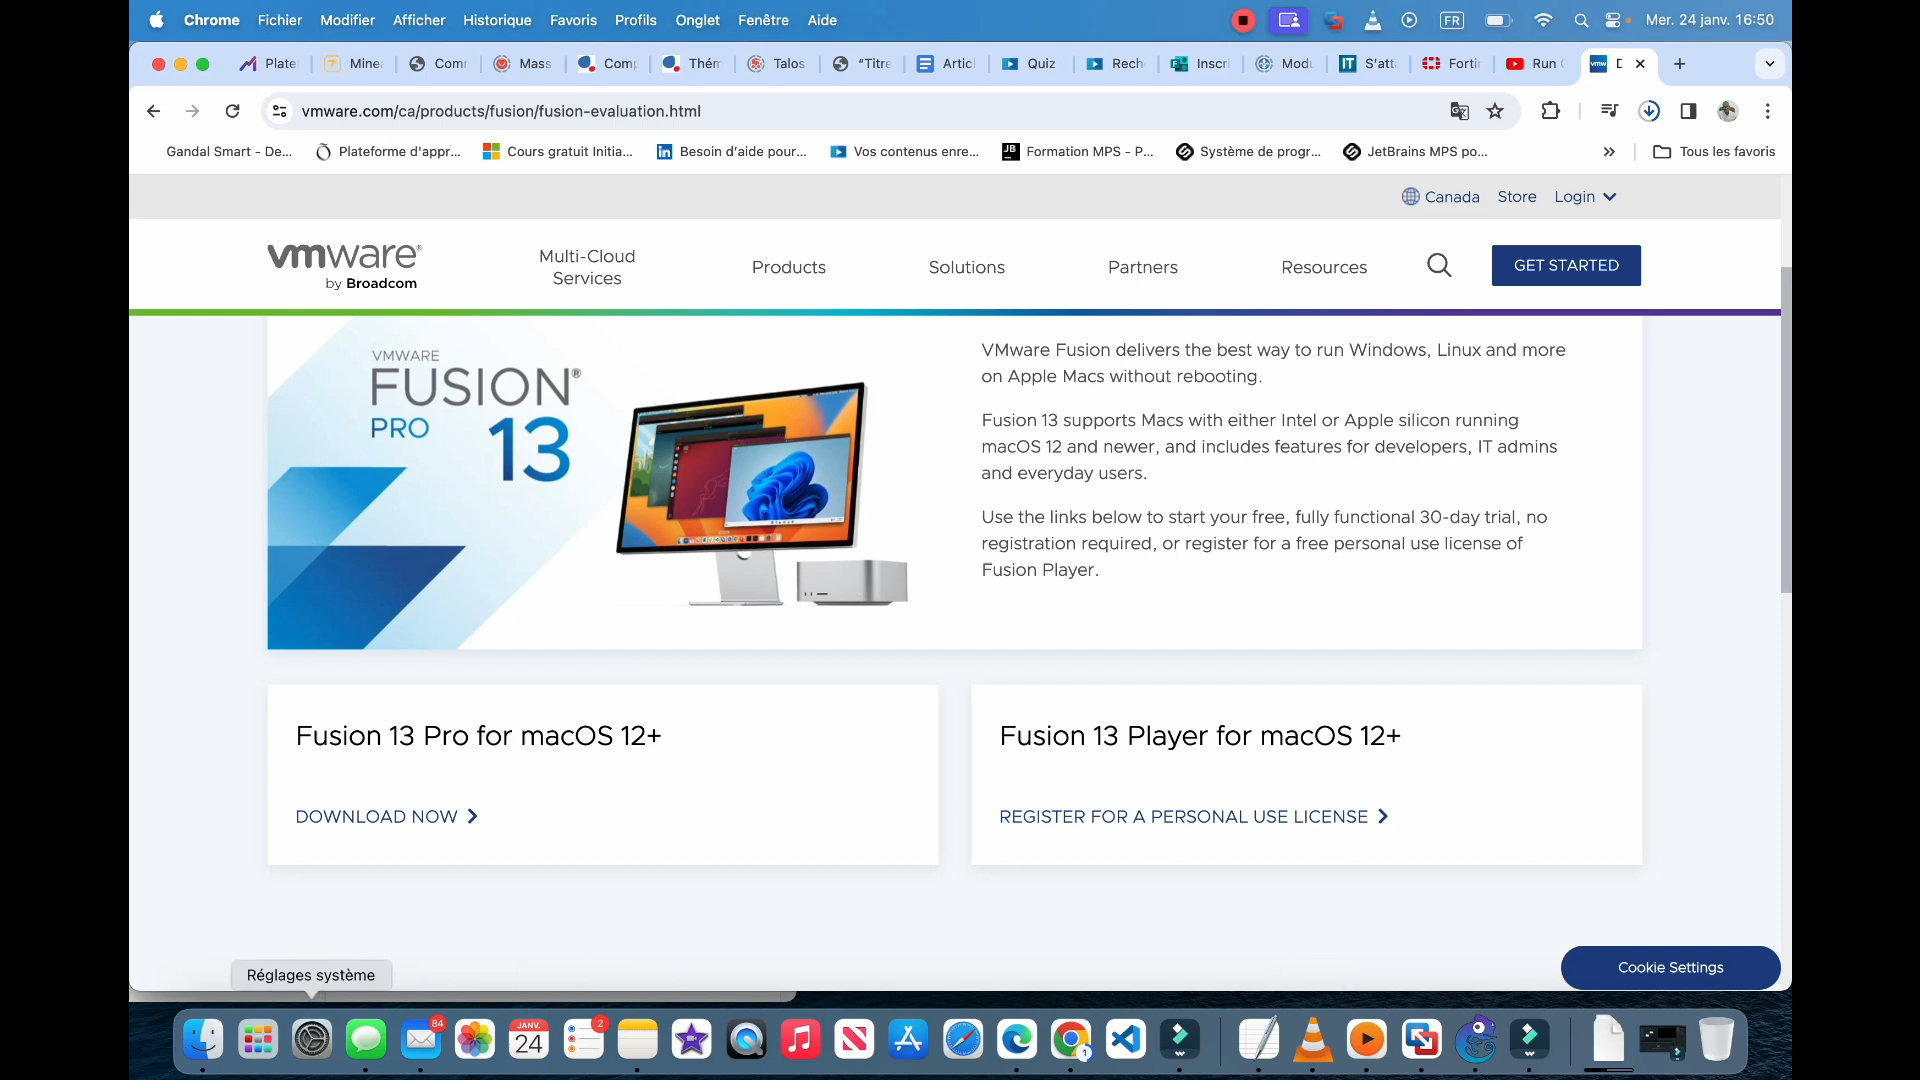 Chrome Fichier Modifier Afficher Historique Favoris Profils Onglet Fenêtre Aide FR Mer. 24 janv. 16:50
Plate Mine Com Mass Com Thém Talos “Titre Articl Quiz Rech Inscri Modu S'att Forti Run
vmware.com/ca/products/fusion/fusion-evaluation.html
Gandal Smart - De... Plateforme d'appr... Cours gratuit Initia... Besoin d'aide pour... Vos contenus enre... Formation MPS - P... Système de progr... JetBrains MPS po... » Tous les favoris
Canada Store Login
vmware®
by Broadcom
Multi-Cloud
Services
Products Solutions Partners Resources GET STARTED
VMWARE
FUSION®
PRO 13
VMware Fusion delivers the best way to run Windows, Linux and more
on Apple Macs without rebooting.
Fusion 13 supports Macs with either Intel or Apple silicon running
macOS 12 and newer, and includes features for developers, IT admins
and everyday users.
Use the links below to start your free, fully functional 30-day trial, no
registration required, or register for a free personal use license of
Fusion Player.
Fusion 13 Pro for macOS 12+
DOWNLOAD NOW
Fusion 13 Player for macOS 12+
REGISTER FOR A PERSONAL USE LICENSE
Cookie Settings
Réglages système
84
JANV.
24
2
1